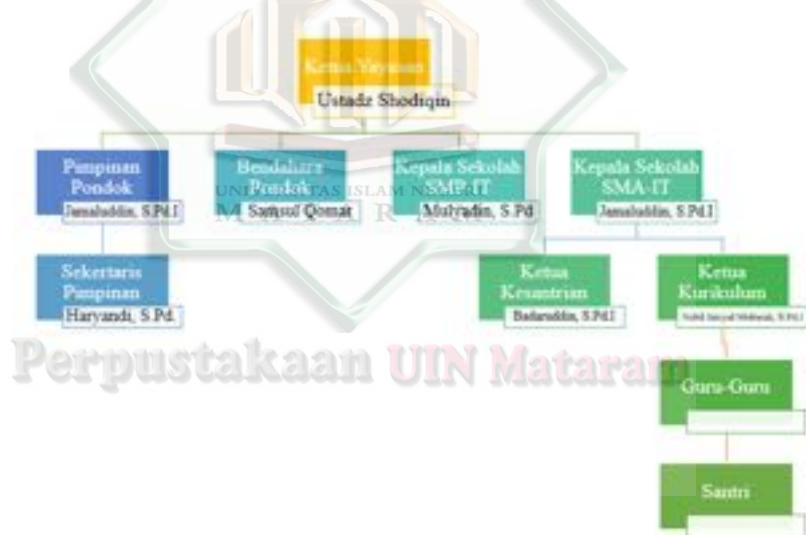 Ketua Yayasan
Ustadz Shodiqin
Pimpinan
Pondok
Jamaluddin, S.Pd.I
Bendahara
Pondok
Samsul Qomar
Kepala Sekolah
SMP-IT
Mulyadin, S.Pd
Kepala Sekolah
SMA-IT
Jamaluddin, S.Pd.I
UNIVERSITAS ISLAM NEGERI
MATARAM
Sekertaris
Pimpinan
Haryandi, S.Pd.
Ketua
Kesantrian
Badaruddin, S.Pd.I
Ketua
Kurikulum
S.Pd.I
Perpustakaan UIN Mataram
Guru-Guru
Santri